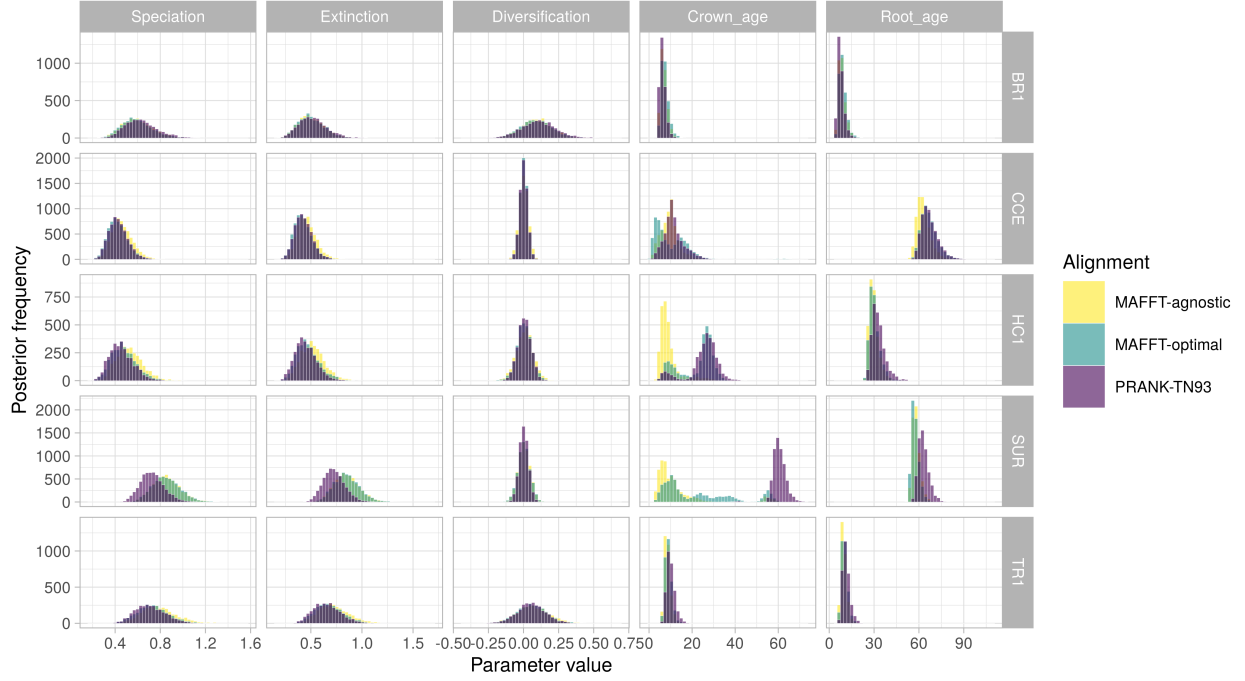 Speciation Extinction Diversification Crown_age Root_age
1000
500
0
BR1
2000
1500
1000
500
0
CCE
750
500
250
0
HC1
2000
1500
1000
500
0
SUR
1000
500
0
TR1
0.4 0.8 1.2 1.6 0.5 1.0 1.5 -0.50 -0.25 0.00 0.25 0.50 0.75 0 20 40 60 0 30 60 90
Parameter value
Posterior frequency
Alignment
MAFFT-agnostic
MAFFT-optimal
PRANK-TN93